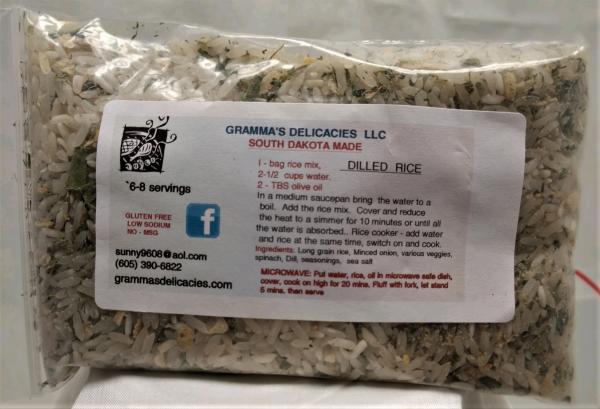 GRAMMA'S DELICACIES LLC
SOUTH DAKOTA MADE
1 - bag rice mix, DILLED RICE
2-1/2 cups water.
2 - TBS olive oil
In a medium saucepan bring the water to a
boil. Add the rice mix. Cover and reduce
the heat to a simmer for 10 minutes or until all
the water is absorbed.. Rice cooker - add water
and rice at the same time, switch on and cook.
Ingredients: Long grain rice, Minced onion, various veggies,
spinach, Dill, seasonings, sea salt
MICROWAVE: Put water, rice, oil in microwave safe dish,
cover, cook on high for 20 mins. Fluff with fork, let stand
5 mins. then serve
`6-8 servings
GLUTEN FREE
LOW SODIUM
NO - MSG
f
sunny9608@aol.com
(605) 390-6822
grammasdelicacies.com